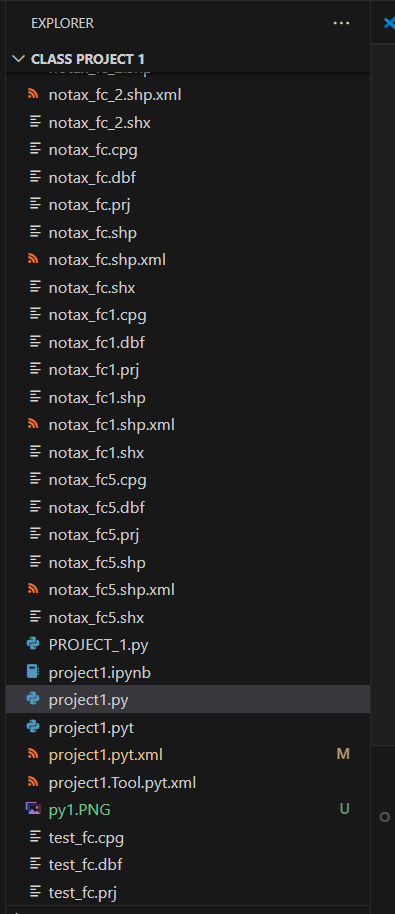 EXPLORER
CLASS PROJECT 1
notax_fc_2.shp.xml
notax_fc_2.shx
notax_fc.cpg
notax_fc.dbf
notax_fc.prj
notax_fc.shp
notax_fc.shp.xml
notax_fc.shx
notax_fc1.cpg
notax_fc1.dbf
notax_fc1.prj
notax_fc1.shp
notax_fc1.shp.xml
notax_fc1.shx
notax_fc5.cpg
notax_fc5.dbf
notax_fc5.prj
notax_fc5.shp
notax_fc5.shp.xml
notax_fc5.shx
PROJECT_1.py
project1.ipynb
project1.py
project1.pyt
project1.pyt.xml M
project1.Tool.pyt.xml
py1.PNG U
test_fc.cpg
test_fc.dbf
test_fc.prj